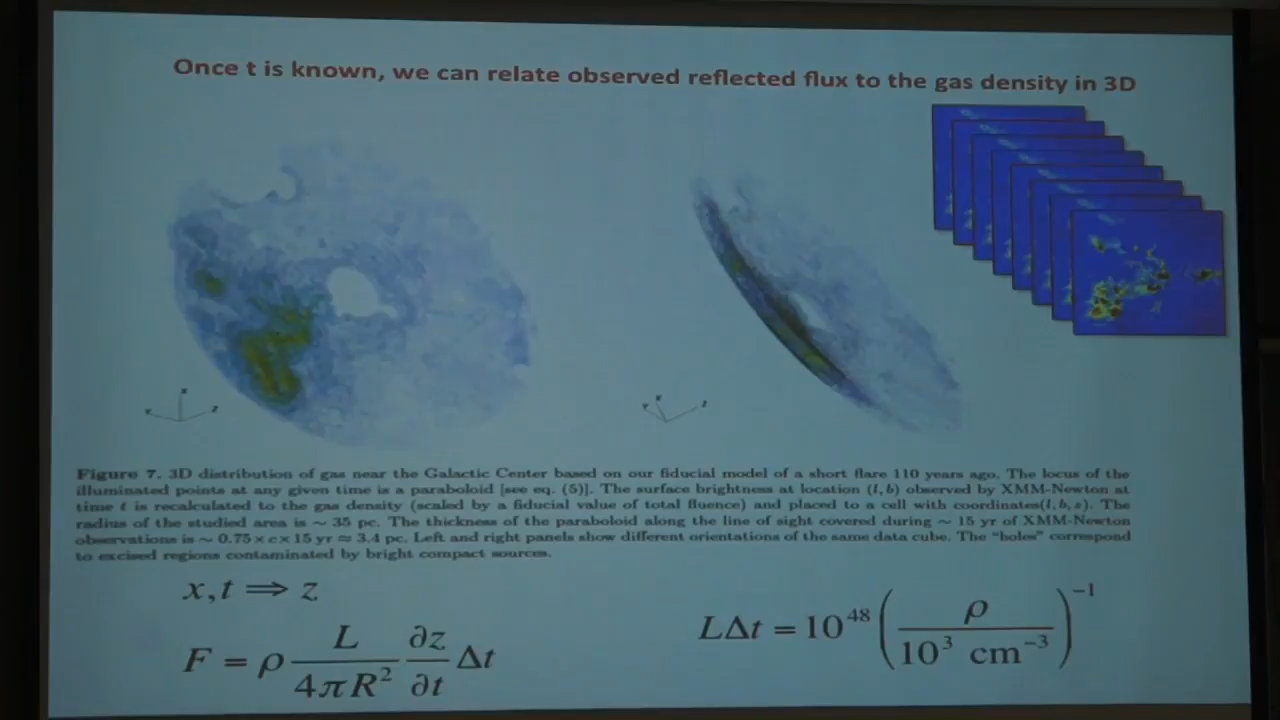 Once t is known, we can relate observed reflected flux to the gas density in 3D
x
z
x
z
Figure 7. 3D distribution of gas near the Galactic Center based on our fiducial model of a short flare 110 years ago. The locus of the
illuminated points at any given time is a paraboloid [see eq. (5)]. The surface brightness at location (l, b) observed by XMM-Newton at
time t is recalculated to the gas density (scaled by a fiducial value of total fluence) and placed to a cell with coordinates(l, b, z). The
radius of the studied area is ~ 35 pc. The thickness of the paraboloid along the line of sight covered during ~ 15 yr of XMM-Newton
observations is ~ 0.75 × c × 15 yr ≈ 3.4 pc. Left and right panels show different orientations of the same data cube. The "holes" correspond
to excised regions contaminated by bright compact sources.
x,t ⟹ z
F = ρ L/(4πR²) ∂z/∂t Δt
LΔt = 10⁴⁸ (ρ/(10³ cm⁻³))⁻¹